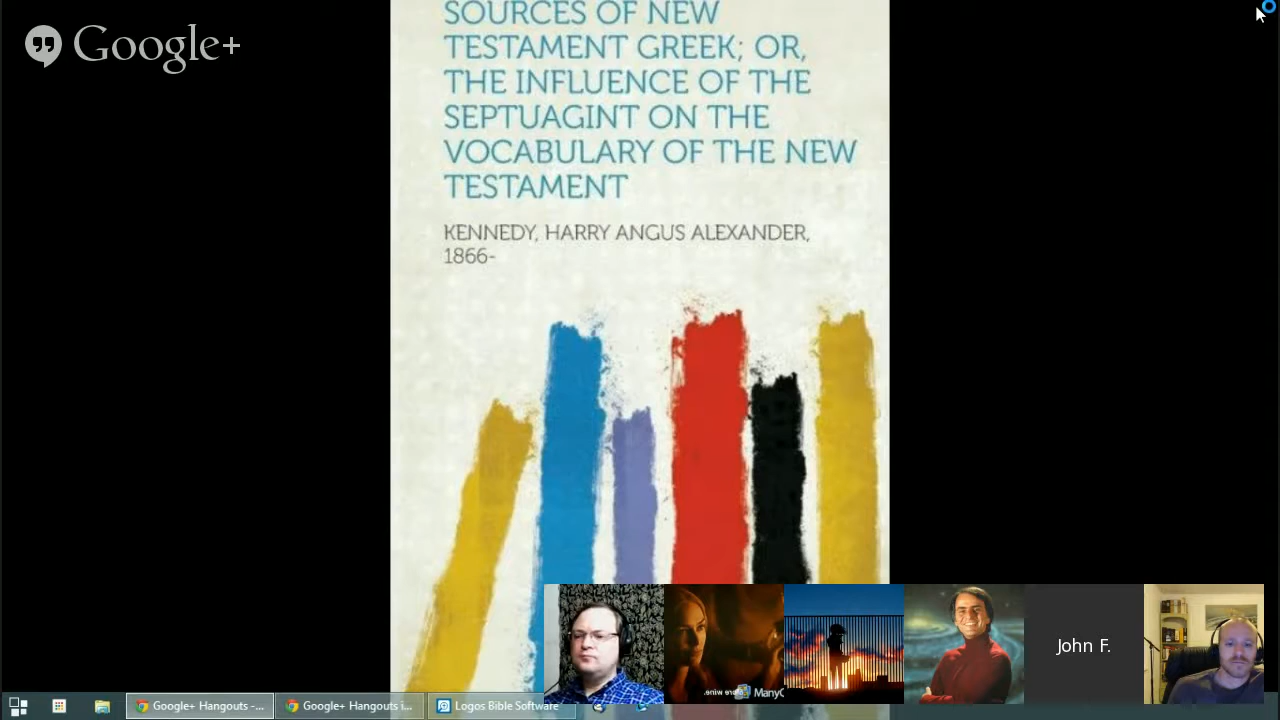 Google+
SOURCES OF NEW
TESTAMENT GREEK; OR,
THE INFLUENCE OF THE
SEPTUAGINT ON THE
VOCABULARY OF THE NEW
TESTAMENT
KENNEDY, HARRY ANGUS ALEXANDER,
1866-
John F.
ManyC
Google+ Hangouts -...
Google+ Hangouts i...
Logos Bible Software